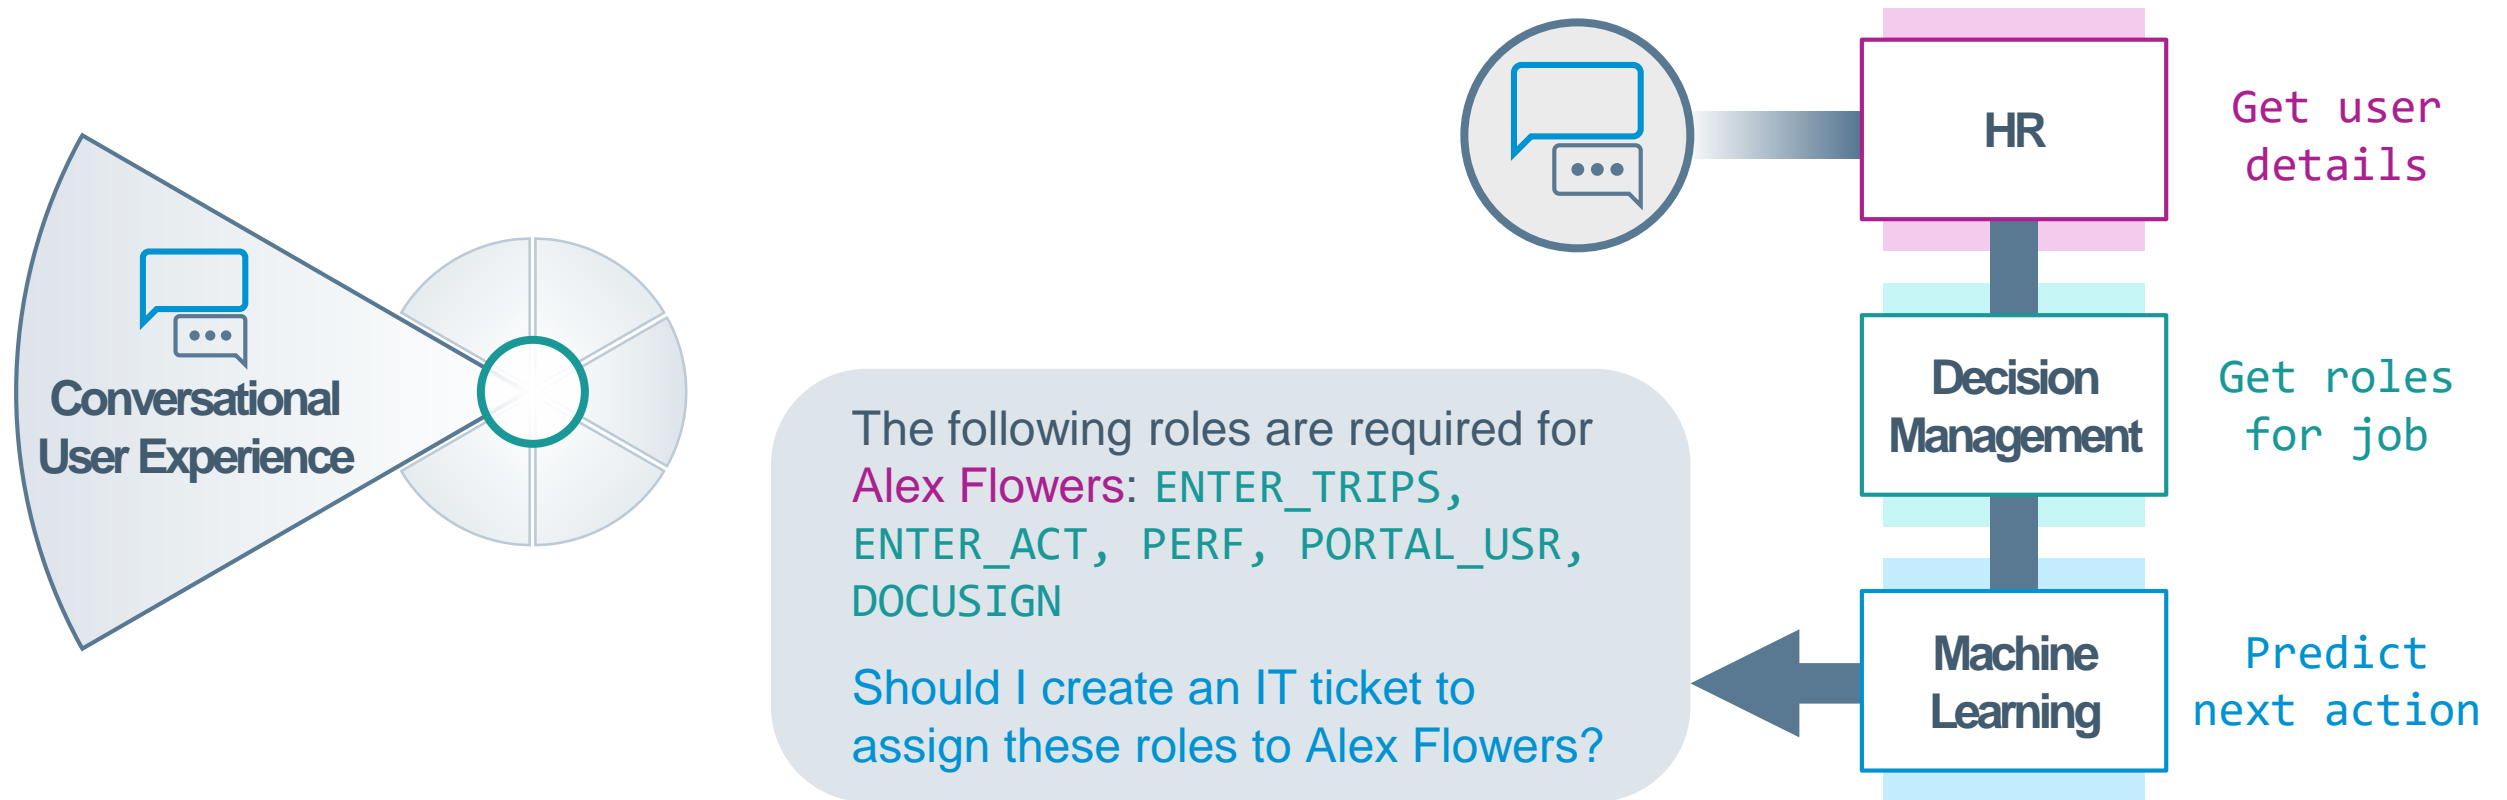 Conversational
User Experience
The following roles are required for
Alex Flowers: ENTER_TRIPS,
ENTER_ACT, PERF, PORTAL_USR,
DOCUSIGN
Should I create an IT ticket to
assign these roles to Alex Flowers?
HR
Get user
details
Decision
Management
Get roles
for job
Machine
Learning
Predict
next action